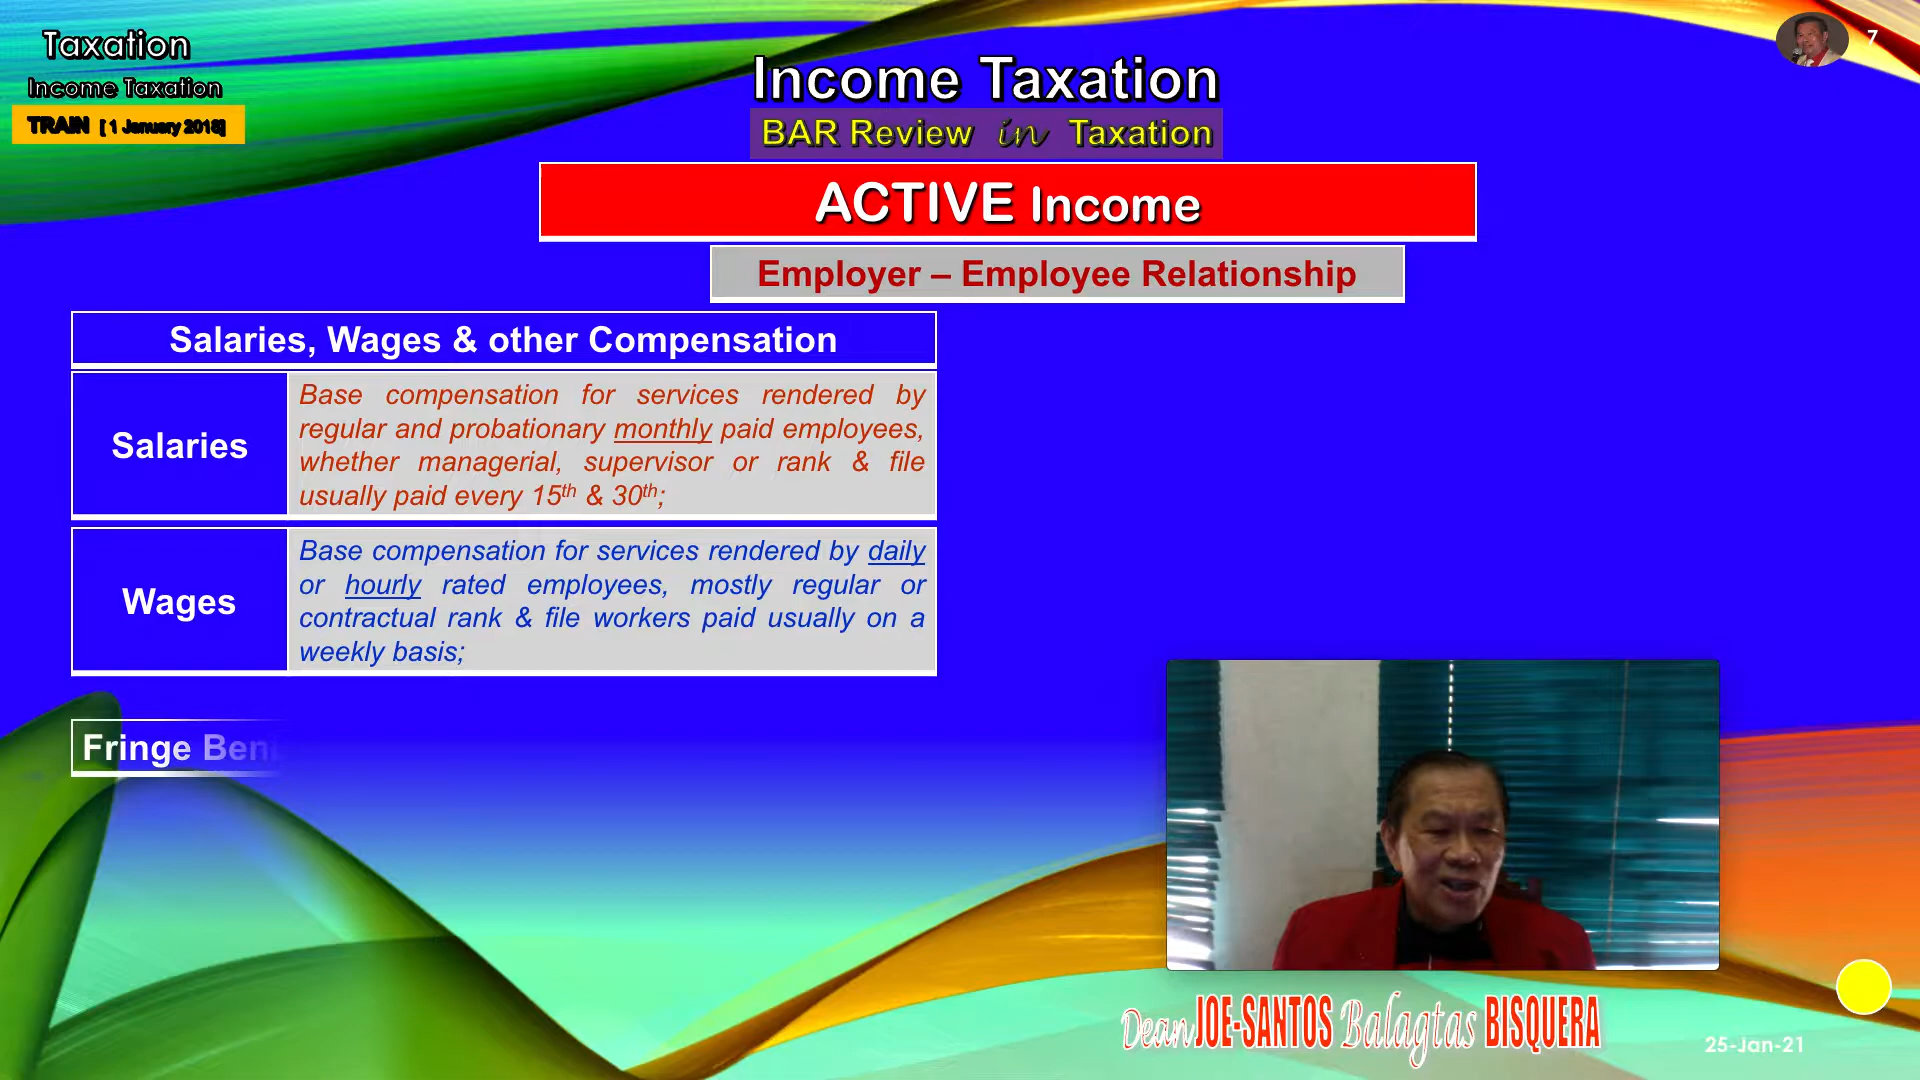 Taxation
Income Taxation
TRAIN [ 1 January 2018]
7
Income Taxation
BAR Review in Taxation
ACTIVE Income
Employer – Employee Relationship
Salaries, Wages & other Compensation
Salaries
Base compensation for services rendered by
regular and probationary monthly paid employees,
whether managerial, supervisor or rank & file
usually paid every 15th & 30th;
Wages
Base compensation for services rendered by daily
or hourly rated employees, mostly regular or
contractual rank & file workers paid usually on a
weekly basis;
Fringe Ben
Dean JOE-SANTOS Balagtas BISQUERA
25-Jan-21